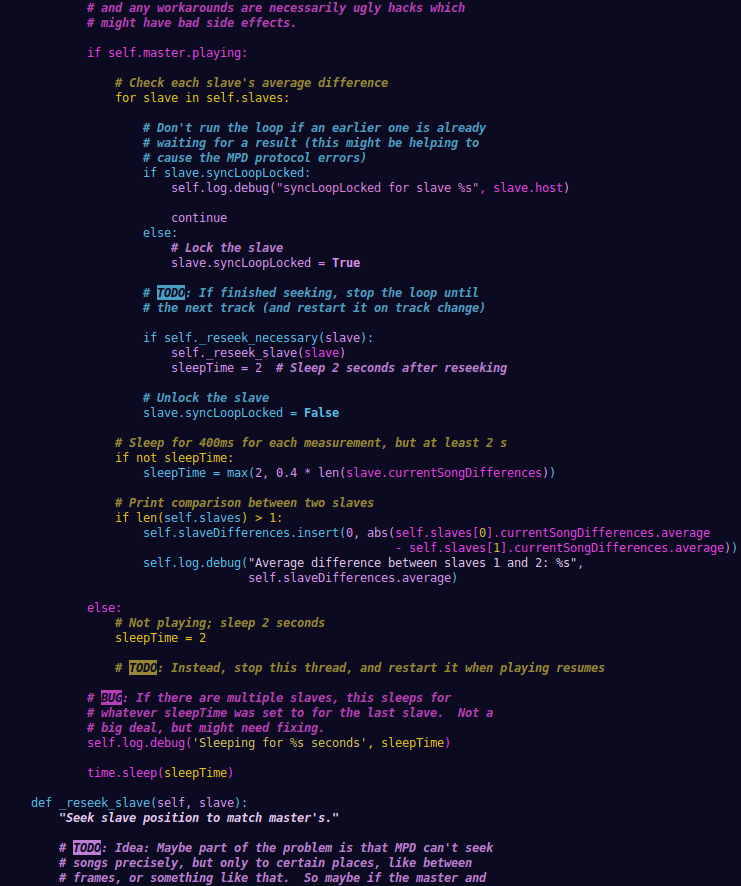 # and any workarounds are necessarily ugly hacks which
# might have bad side effects.
if self.master.playing:
# Check each slave's average difference
for slave in self.slaves:
# Don't run the loop if an earlier one is already
# waiting for a result (this might be helping to
# cause the MPD protocol errors)
if slave.syncLoopLocked:
self.log.debug("syncLoopLocked for slave %s", slave.host)
continue
else:
# Lock the slave
slave.syncLoopLocked = True
# TODO: If finished seeking, stop the loop until
# the next track (and restart it on track change)
if self._reseek_necessary(slave):
self._reseek_slave(slave)
sleepTime = 2  # Sleep 2 seconds after reseeking
# Unlock the slave
slave.syncLoopLocked = False
# Sleep for 400ms for each measurement, but at least 2 s
if not sleepTime:
sleepTime = max(2, 0.4 * len(slave.currentSongDifferences))
# Print comparison between two slaves
if len(self.slaves) > 1:
self.slaveDifferences.insert(0, abs(self.slaves[0].currentSongDifferences.average
- self.slaves[1].currentSongDifferences.average))
self.log.debug("Average difference between slaves 1 and 2: %s",
self.slaveDifferences.average)
else:
# Not playing; sleep 2 seconds
sleepTime = 2
# TODO: Instead, stop this thread, and restart it when playing resumes
# BUG: If there are multiple slaves, this sleeps for
# whatever sleepTime was set to for the last slave.  Not a
# big deal, but might need fixing.
self.log.debug('Sleeping for %s seconds', sleepTime)
time.sleep(sleepTime)
def _reseek_slave(self, slave):
"Seek slave position to match master's."
# TODO: Idea: Maybe part of the problem is that MPD can't seek
# songs precisely, but only to certain places, like between
# frames, or something like that.  So maybe if the master and